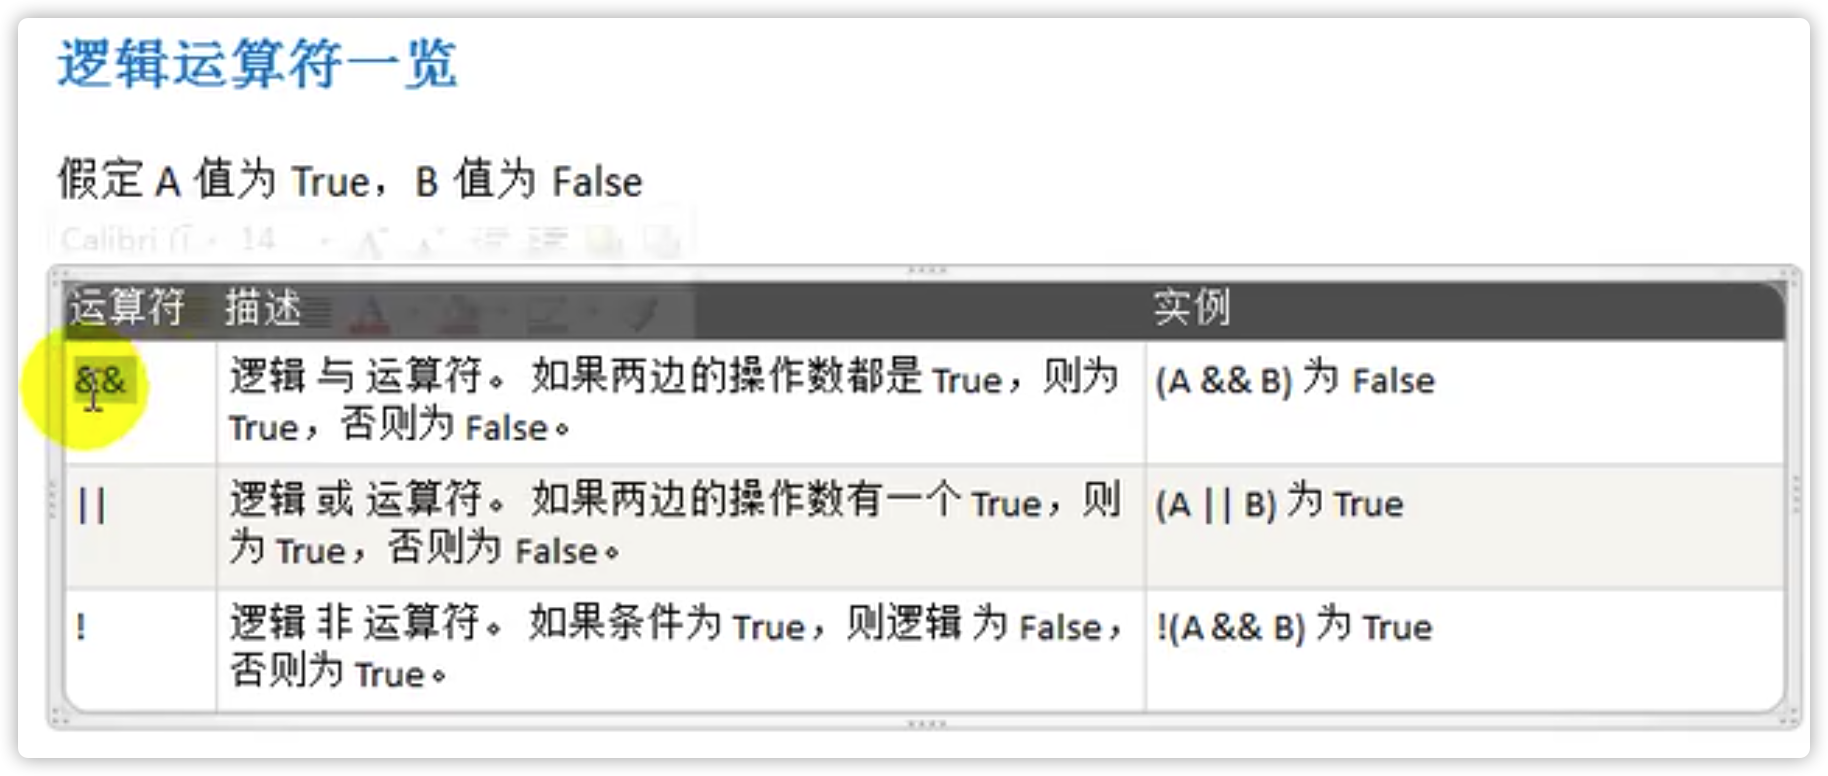 逻辑运算符一览
假定 A 值为 True，B 值为 False
Calibri 14
运算符 描述 实例
&& 逻辑 与 运算符。如果两边的操作数都是 True，则为 (A && B) 为 False
True，否则为 False。
|| 逻辑 或 运算符。如果两边的操作数有一个 True，则 (A || B) 为 True
为 True，否则为 False。
! 逻辑 非 运算符。如果条件为 True，则逻辑 为 False， !(A && B) 为 True
否则为 True。